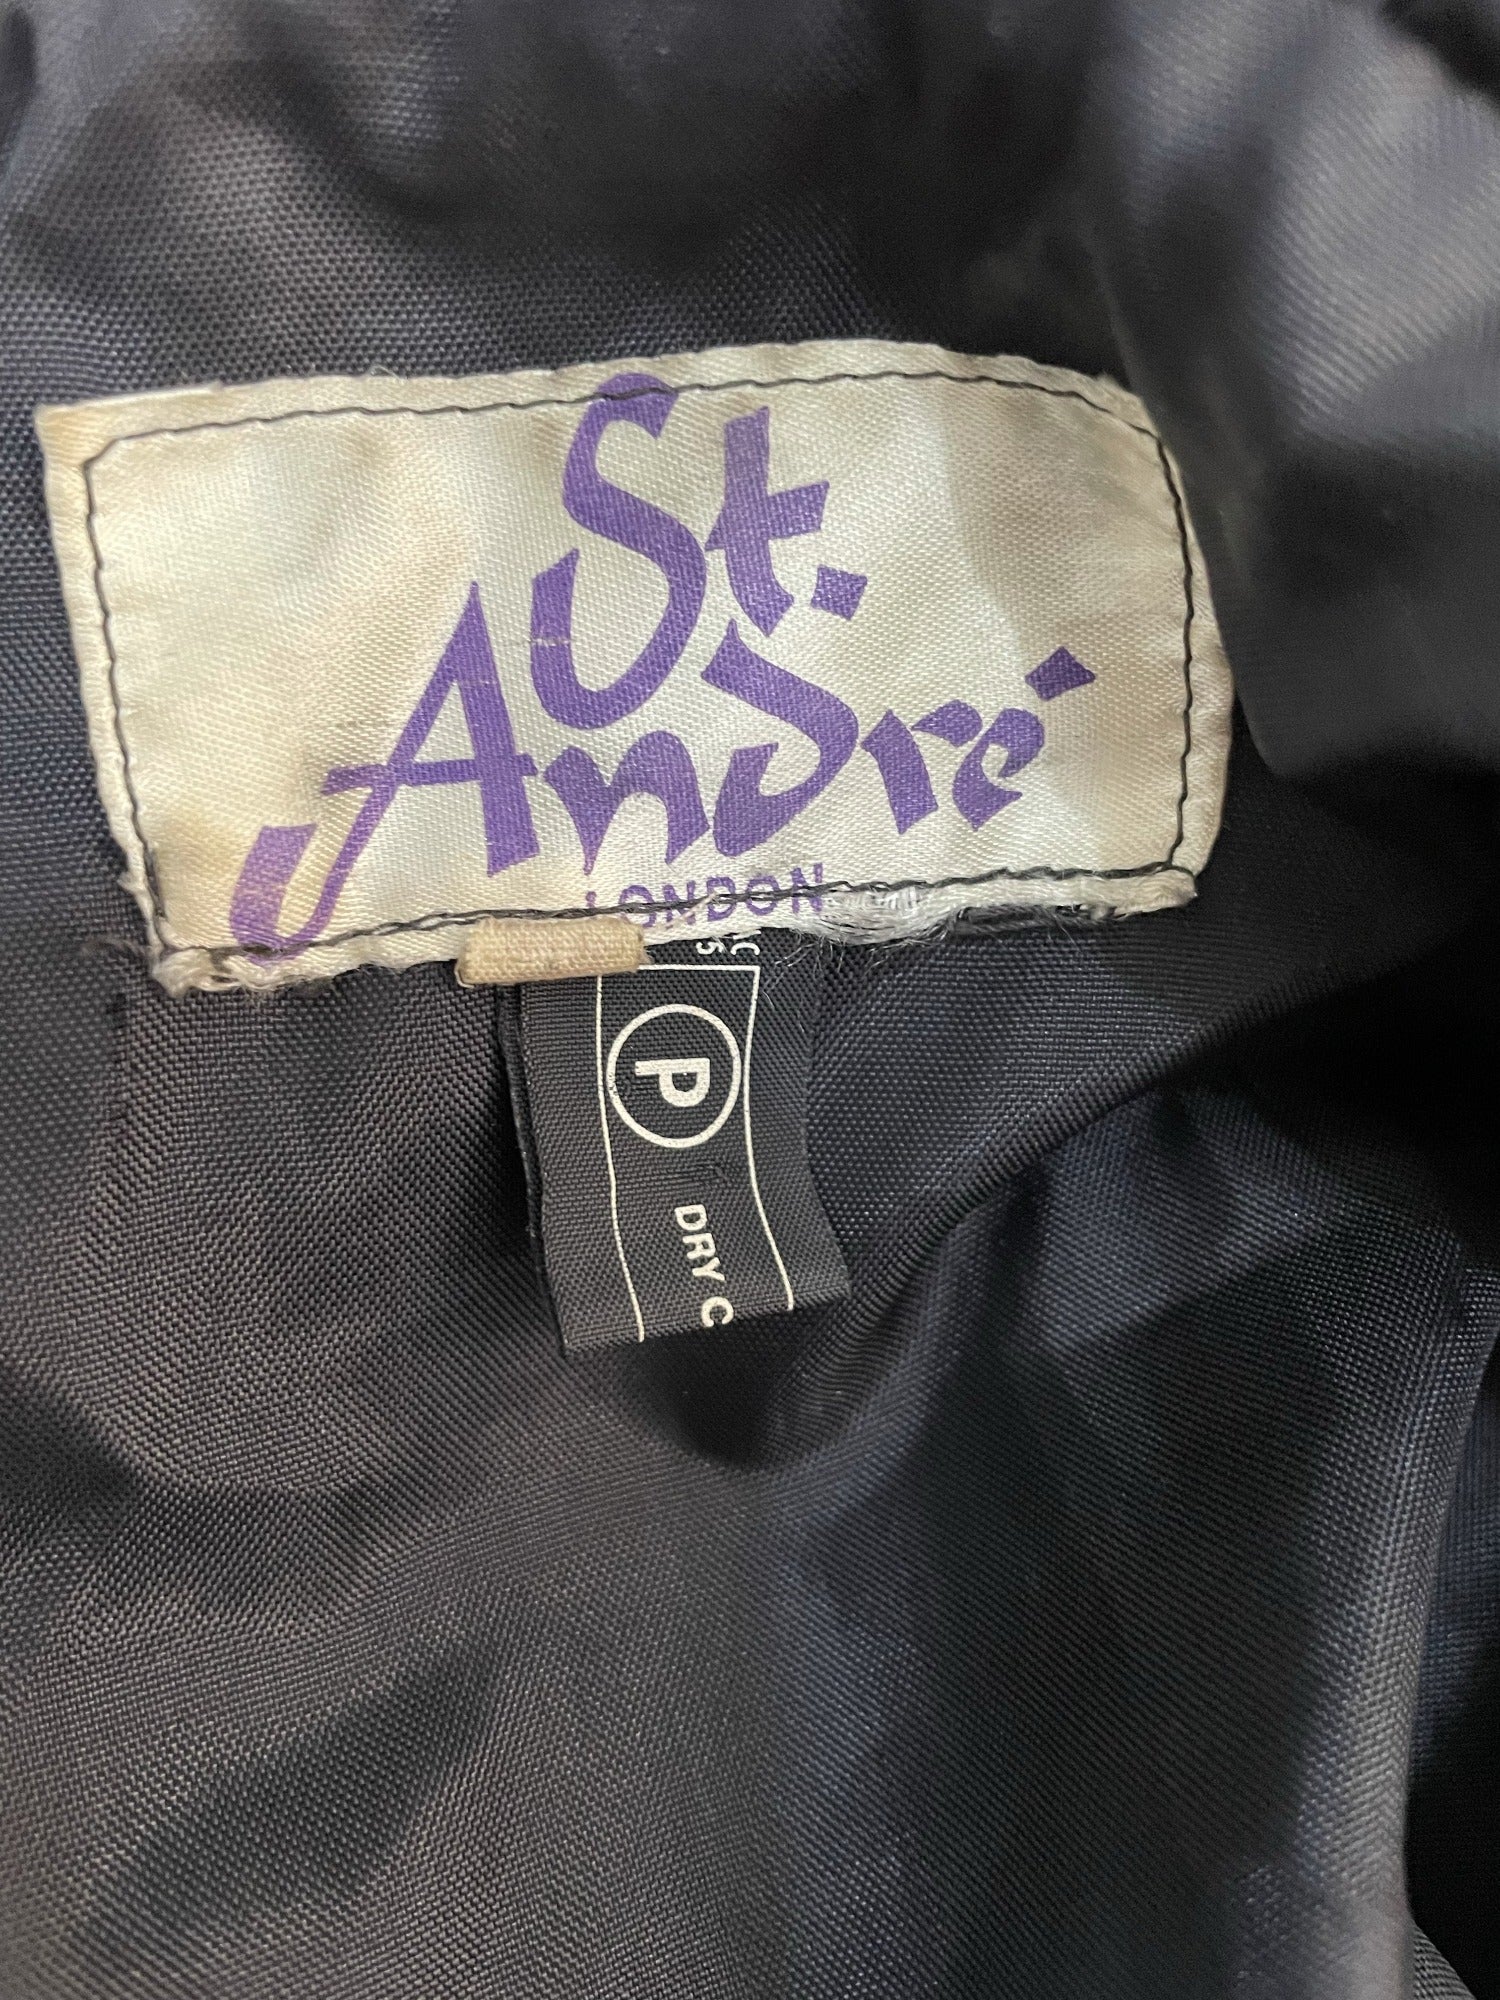 St.
André
LONDON
P
DRY C